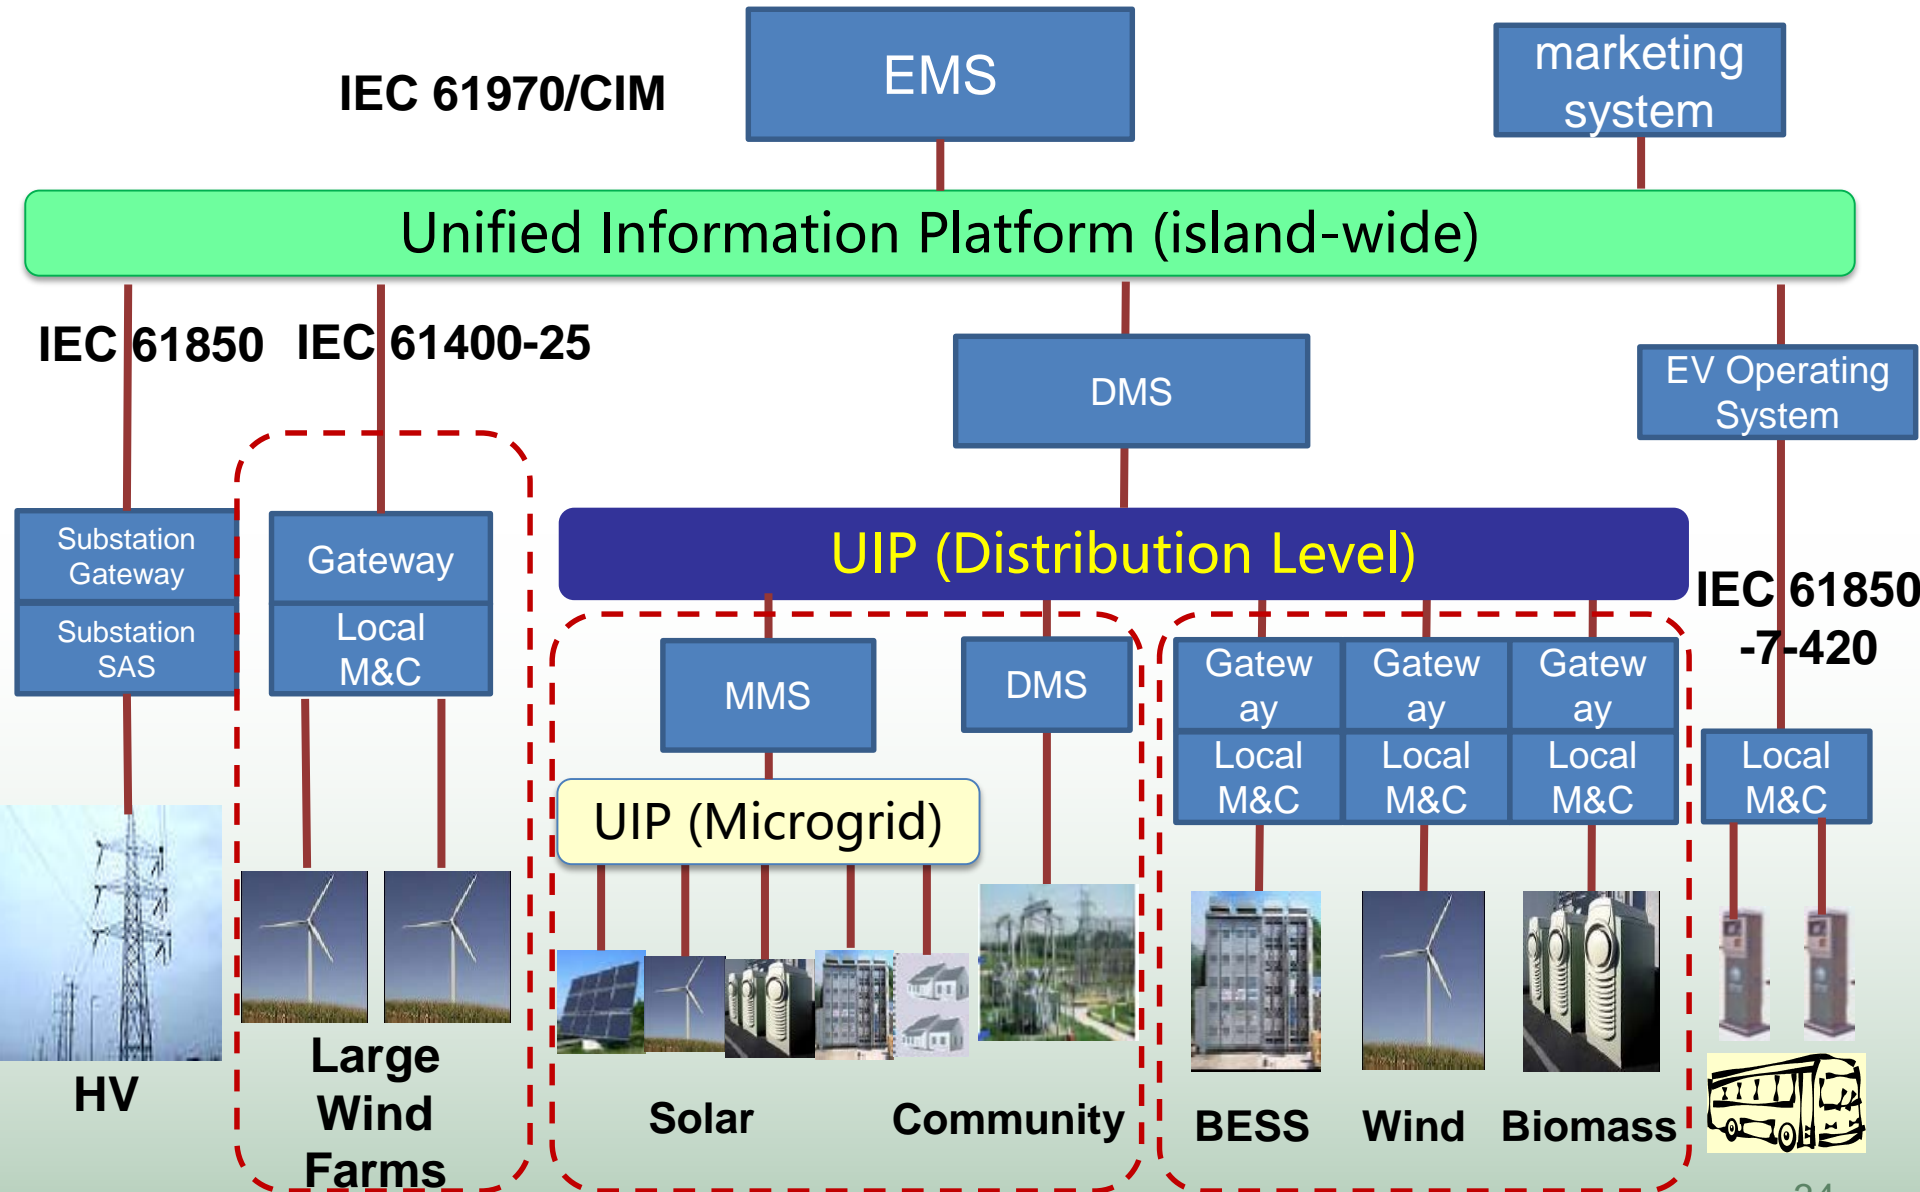 EMS
marketing
system
IEC 61970/CIM
Unified Information Platform (island-wide)
IEC 61850
IEC 61400-25
DMS
EV Operating
System
Substation
Gateway
Substation
SAS
Gateway
Local
M&C
UIP (Distribution Level)
IEC 61850
-7-420
MMS
DMS
Gatew
ay
Local
M&C
Gatew
ay
Local
M&C
Gatew
ay
Local
M&C
Local
M&C
UIP (Microgrid)
HV
Large
Wind
Farms
Solar
Community
BESS
Wind
Biomass